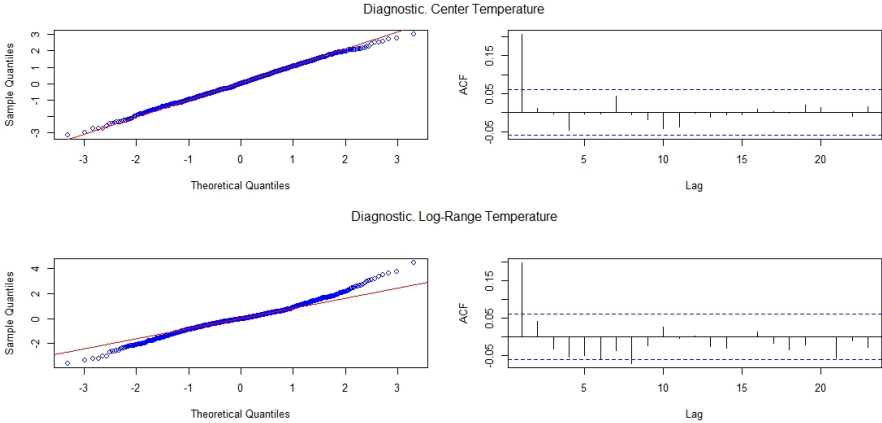 Diagnostic. Center Temperature
Sample Quantiles
3
2
1
0
-1
-3
-3 -2 -1 0 1 2 3
Theoretical Quantiles
ACF
0.15
0.05
-0.05
5 10 15 20
Lag
Diagnostic. Log-Range Temperature
Sample Quantiles
4
2
0
-2
-3 -2 -1 0 1 2 3
Theoretical Quantiles
ACF
0.15
0.05
-0.05
5 10 15 20
Lag